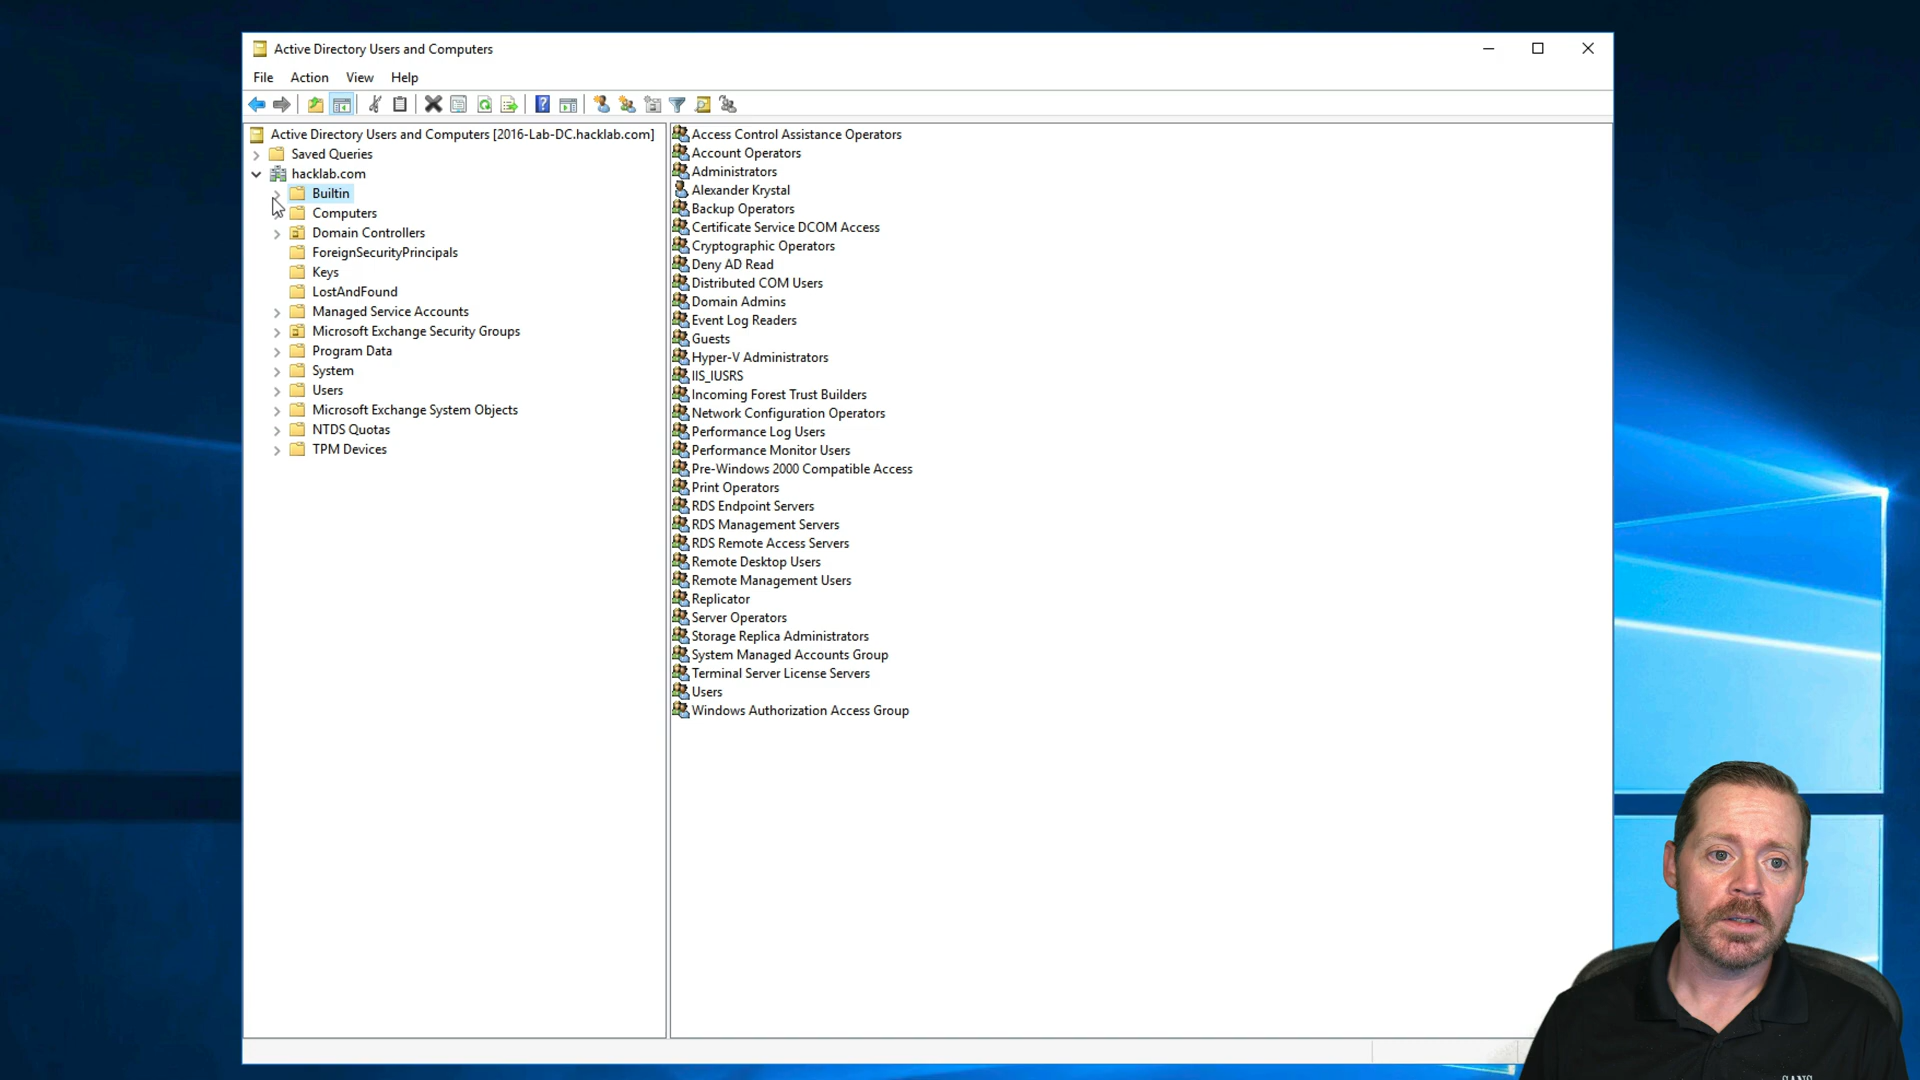 Active Directory Users and Computers
File Action View Help
Active Directory Users and Computers [2016-Lab-DC.hacklab.com]
Saved Queries
hacklab.com
Builtin
Computers
Domain Controllers
ForeignSecurityPrincipals
Keys
LostAndFound
Managed Service Accounts
Microsoft Exchange Security Groups
Program Data
System
Users
Microsoft Exchange System Objects
NTDS Quotas
TPM Devices
Access Control Assistance Operators
Account Operators
Administrators
Alexander Krystal
Backup Operators
Certificate Service DCOM Access
Cryptographic Operators
Deny AD Read
Distributed COM Users
Domain Admins
Event Log Readers
Guests
Hyper-V Administrators
IIS_IUSRS
Incoming Forest Trust Builders
Network Configuration Operators
Performance Log Users
Performance Monitor Users
Pre-Windows 2000 Compatible Access
Print Operators
RDS Endpoint Servers
RDS Management Servers
RDS Remote Access Servers
Remote Desktop Users
Remote Management Users
Replicator
Server Operators
Storage Replica Administrators
System Managed Accounts Group
Terminal Server License Servers
Users
Windows Authorization Access Group